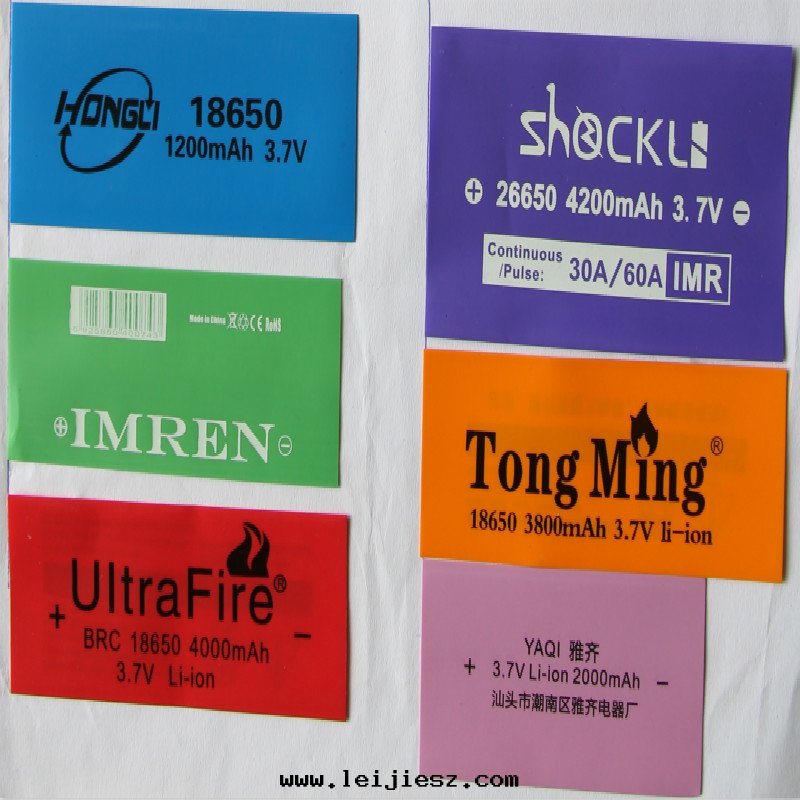 HONGLI
18650
1200mAh 3.7V
Made in China CE RoHS
⊕IMREN⊖
UltraFire®
+ −
BRC 18650 4000mAh
3.7V Li-ion
ShOCKLI
⊕ 26650 4200mAh 3.7V ⊖
Continuous
/Pulse: 30A/60A IMR
Tong Ming®
18650 3800mAh 3.7V li-ion
YAQI 雅齐
+ 3.7V Li-ion 2000mAh −
汕头市潮南区雅齐电器厂
www.leijiesz.com